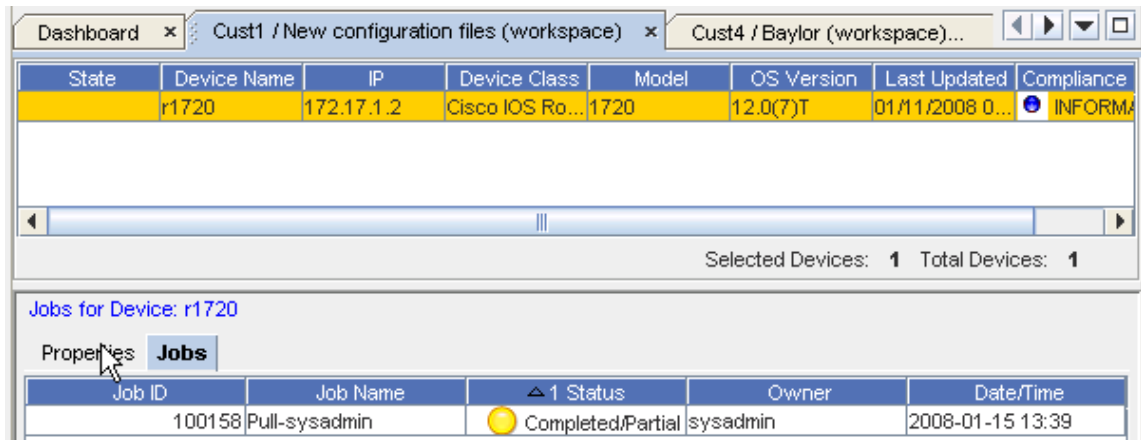 Dashboard × Cust1 / New configuration files (workspace) × Cust4 / Baylor (workspace)...
State Device Name IP Device Class Model OS Version Last Updated Compliance
r1720 172.17.1.2 Cisco IOS Ro... 1720 12.0(7)T 01/11/2008 0... INFORMA
Selected Devices: 1 Total Devices: 1
Jobs for Device: r1720
Properties Jobs
Job ID Job Name 1 Status Owner Date/Time
100158 Pull-sysadmin Completed/Partial sysadmin 2008-01-15 13:39